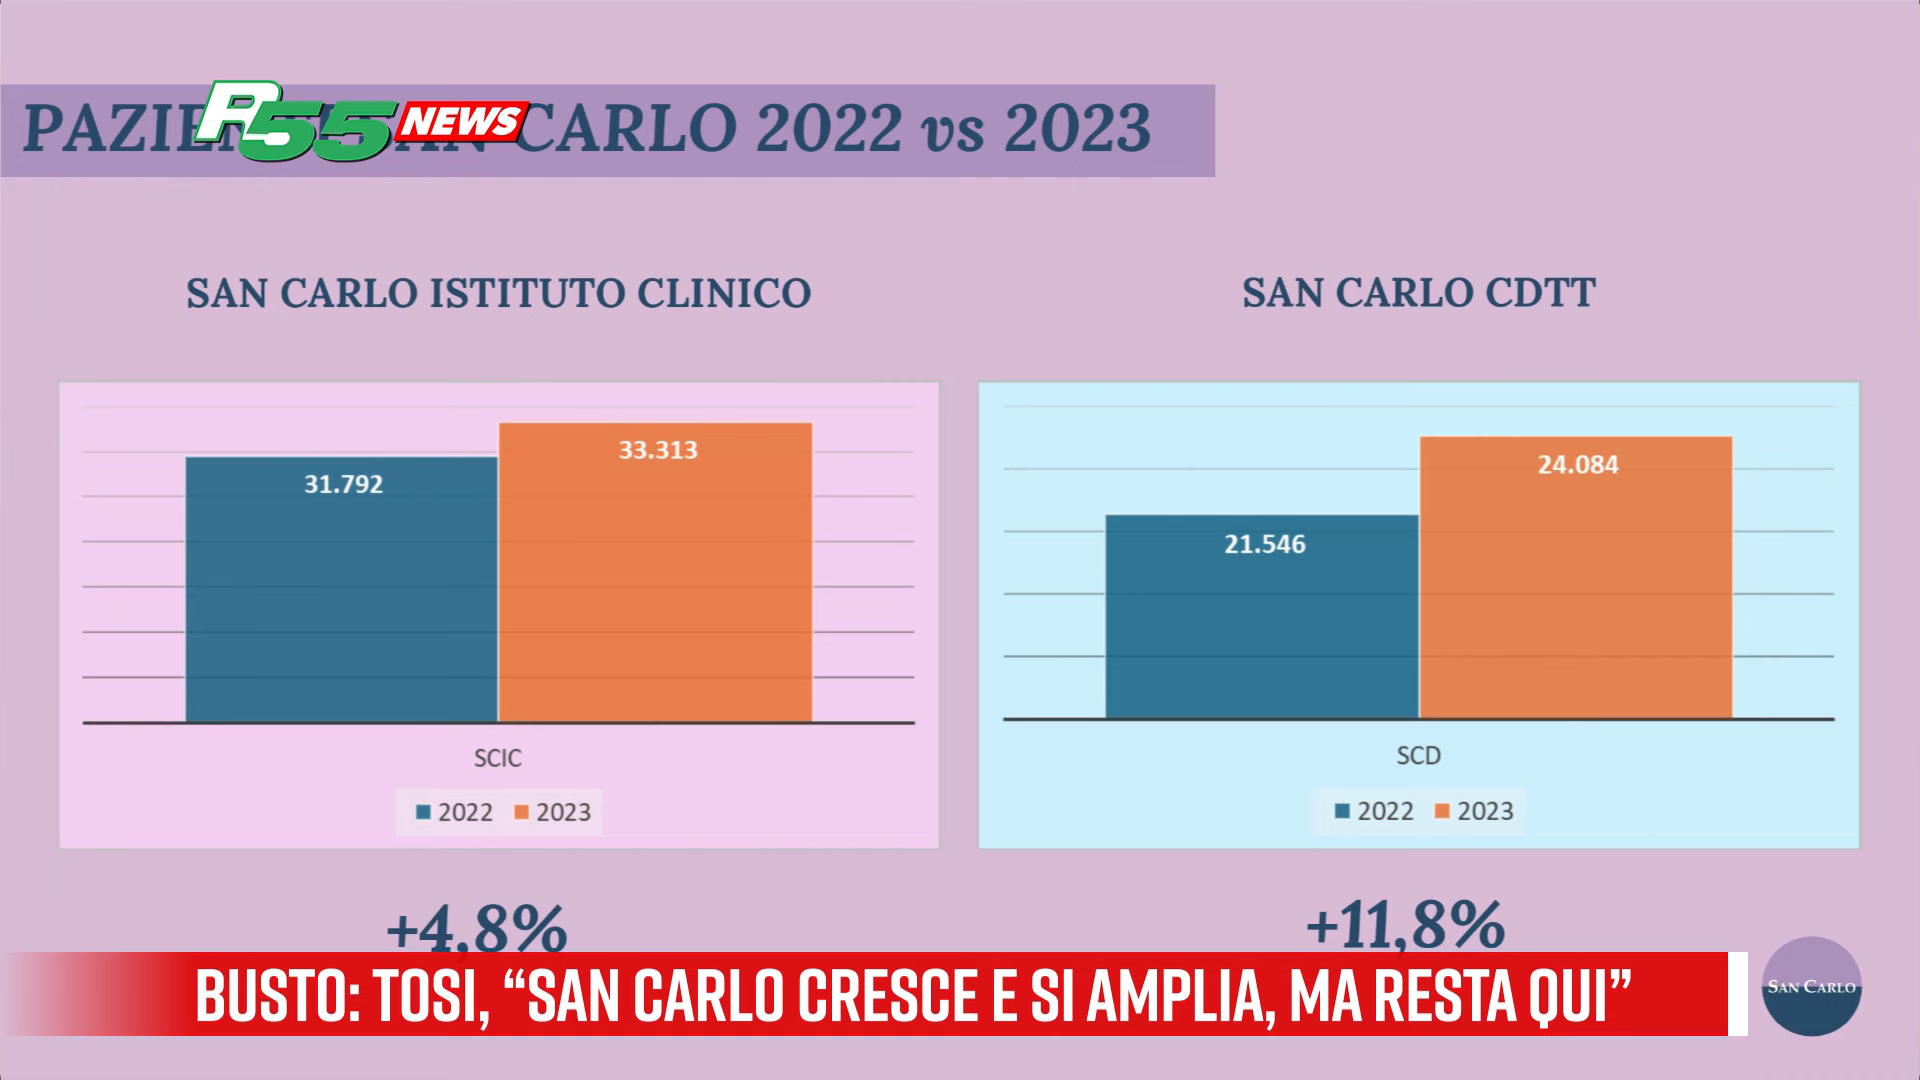 R55 NEWS
CARLO 2022 vs 2023
SAN CARLO ISTITUTO CLINICO
SAN CARLO CDTT
31.792
33.313
SCIC
2022 2023
21.546
24.084
SCD
2022 2023
+4,8%
+11,8%
BUSTO: TOSI, “SAN CARLO CRESCE E SI AMPLIA, MA RESTA QUI”
SAN CARLO